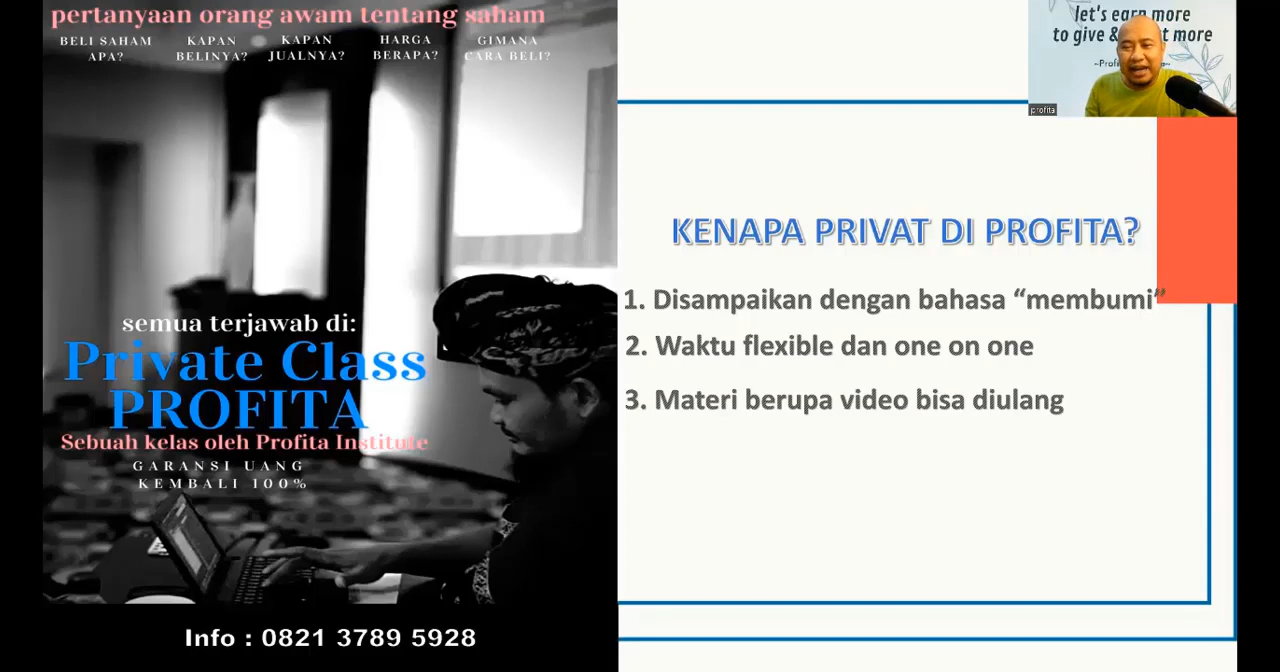 pertanyaan orang awam tentang saham
BELI SAHAM APA?
KAPAN BELINYA?
KAPAN JUALNYA?
HARGA BERAPA?
GIMANA CARA BELI?
semua terjawab di:
Private Class
PROFITA
Sebuah kelas oleh Profita Institute
GARANSI UANG
KEMBALI 100%
Info : 0821 3789 5928
let's earn more
to give & more
profita
KENAPA PRIVAT DI PROFITA?
1. Disampaikan dengan bahasa “membumi”
2. Waktu flexible dan one on one
3. Materi berupa video bisa diulang